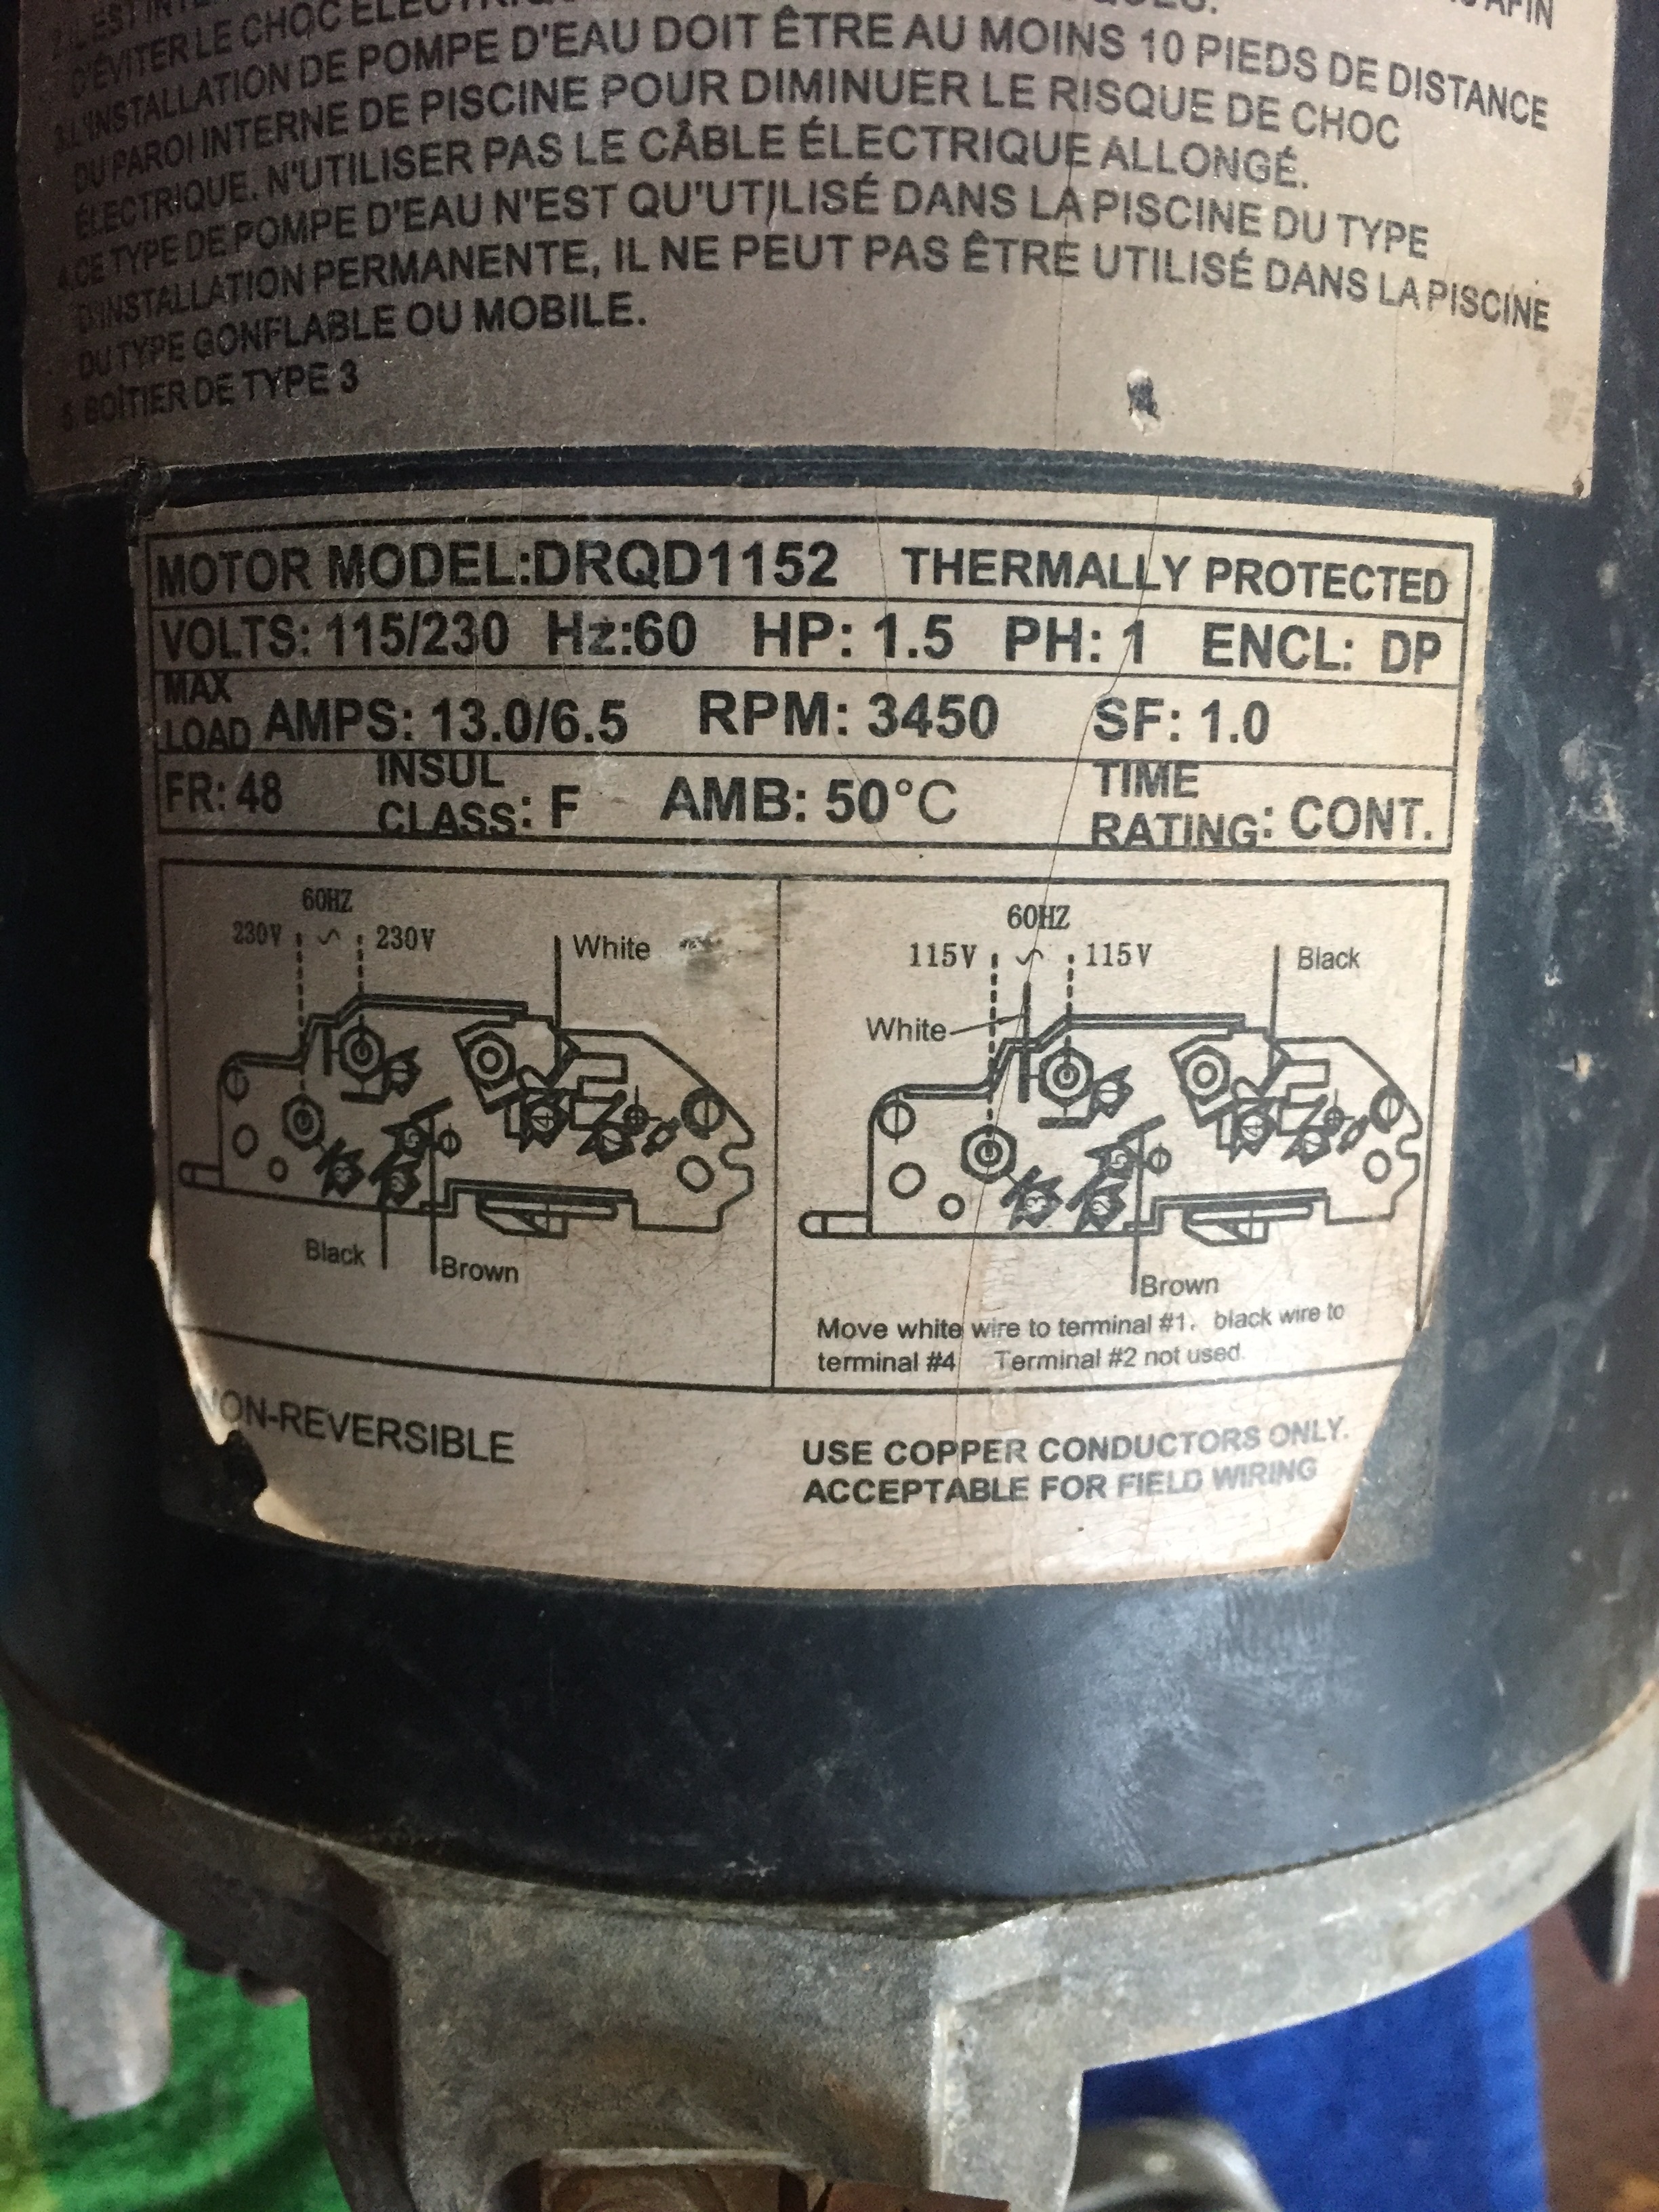 2.IL EST
AFIN
D'ÉVITER LE CHOC
3.L'INSTALLATION DE POMPE D'EAU DOIT ÊTRE AU MOINS 10 PIEDS DE DISTANCE
DU PAROI INTERNE DE PISCINE POUR DIMINUER LE RISQUE DE CHOC
ÉLECTRIQUE. N'UTILISER PAS LE CÂBLE ÉLECTRIQUE ALLONGÉ.
4.CE TYPE DE POMPE D'EAU N'EST QU'UTILISÉ DANS LA PISCINE DU TYPE
D'INSTALLATION PERMANENTE, IL NE PEUT PAS ÊTRE UTILISÉ DANS LA PISCINE
DU TYPE GONFLABLE OU MOBILE.
5. BOÎTIER DE TYPE 3
MOTOR MODEL:DRQD1152 THERMALLY PROTECTED
VOLTS: 115/230 Hz:60 HP: 1.5 PH: 1 ENCL: DP
MAX LOAD AMPS: 13.0/6.5 RPM: 3450 SF: 1.0
FR: 48 INSUL CLASS: F AMB: 50°C TIME RATING: CONT.
60HZ
230V ~ 230V White
Black Brown
60HZ
115V ~ 115V Black
White
Brown
Move white wire to terminal #1, black wire to
terminal #4 Terminal #2 not used.
NON-REVERSIBLE
USE COPPER CONDUCTORS ONLY.
ACCEPTABLE FOR FIELD WIRING